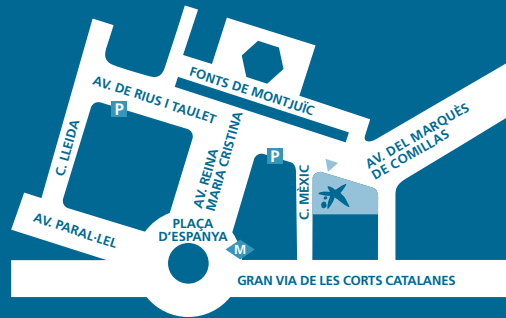 FONTS DE MONTJUÏC
AV. DE RIUS I TAULET
P
C. LLEIDA
AV. REINA
MARIA CRISTINA
P
C. MÈXIC
AV. DEL MARQUÈS
DE COMILLAS
AV. PARAL·LEL
PLAÇA
D'ESPANYA
M
GRAN VIA DE LES CORTS CATALANES